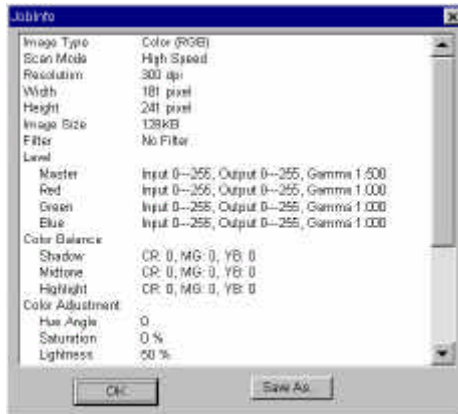 JobInfo
Image Type Color (RGB)
Scan Mode High Speed
Resolution 300 dpi
Width 181 pixel
Height 241 pixel
Image Size 128KB
Filter No Filter
Level
Master Input 0---255, Output 0---255, Gamma 1.500
Red Input 0---255, Output 0---255, Gamma 1.000
Green Input 0---255, Output 0---255, Gamma 1.000
Blue Input 0---255, Output 0---255, Gamma 1.000
Color Balance
Shadow CR: 0, MG: 0, YB: 0
Midtone CR: 0, MG: 0, YB: 0
Highlight CR: 0, MG: 0, YB: 0
Color Adjustment
Hue Angle 0
Saturation 0 %
Lightness 50 %
OK Save As...